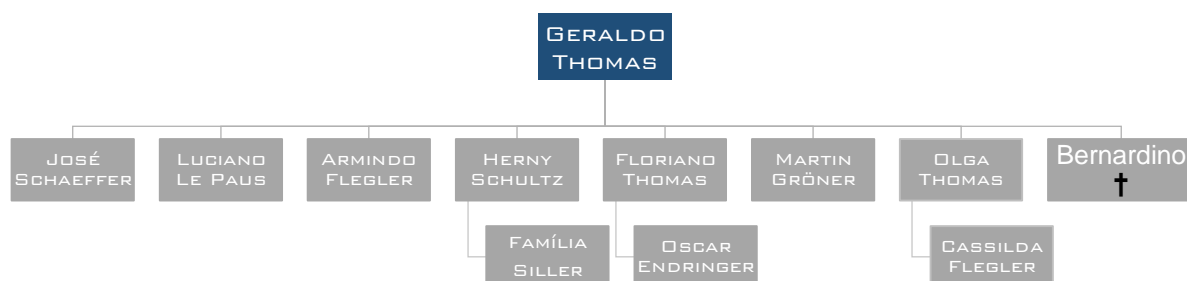 GERALDO
THOMAS
JOSÉ
SCHAEFFER
LUCIANO
LE PAUS
ARMINDO
FLEGLER
HERNY
SCHULTZ
FLORIANO
THOMAS
MARTIN
GRÖNER
OLGA
THOMAS
Bernardino
†
FAMÍLIA
SILLER
OSCAR
ENDRINGER
CASSILDA
FLEGLER